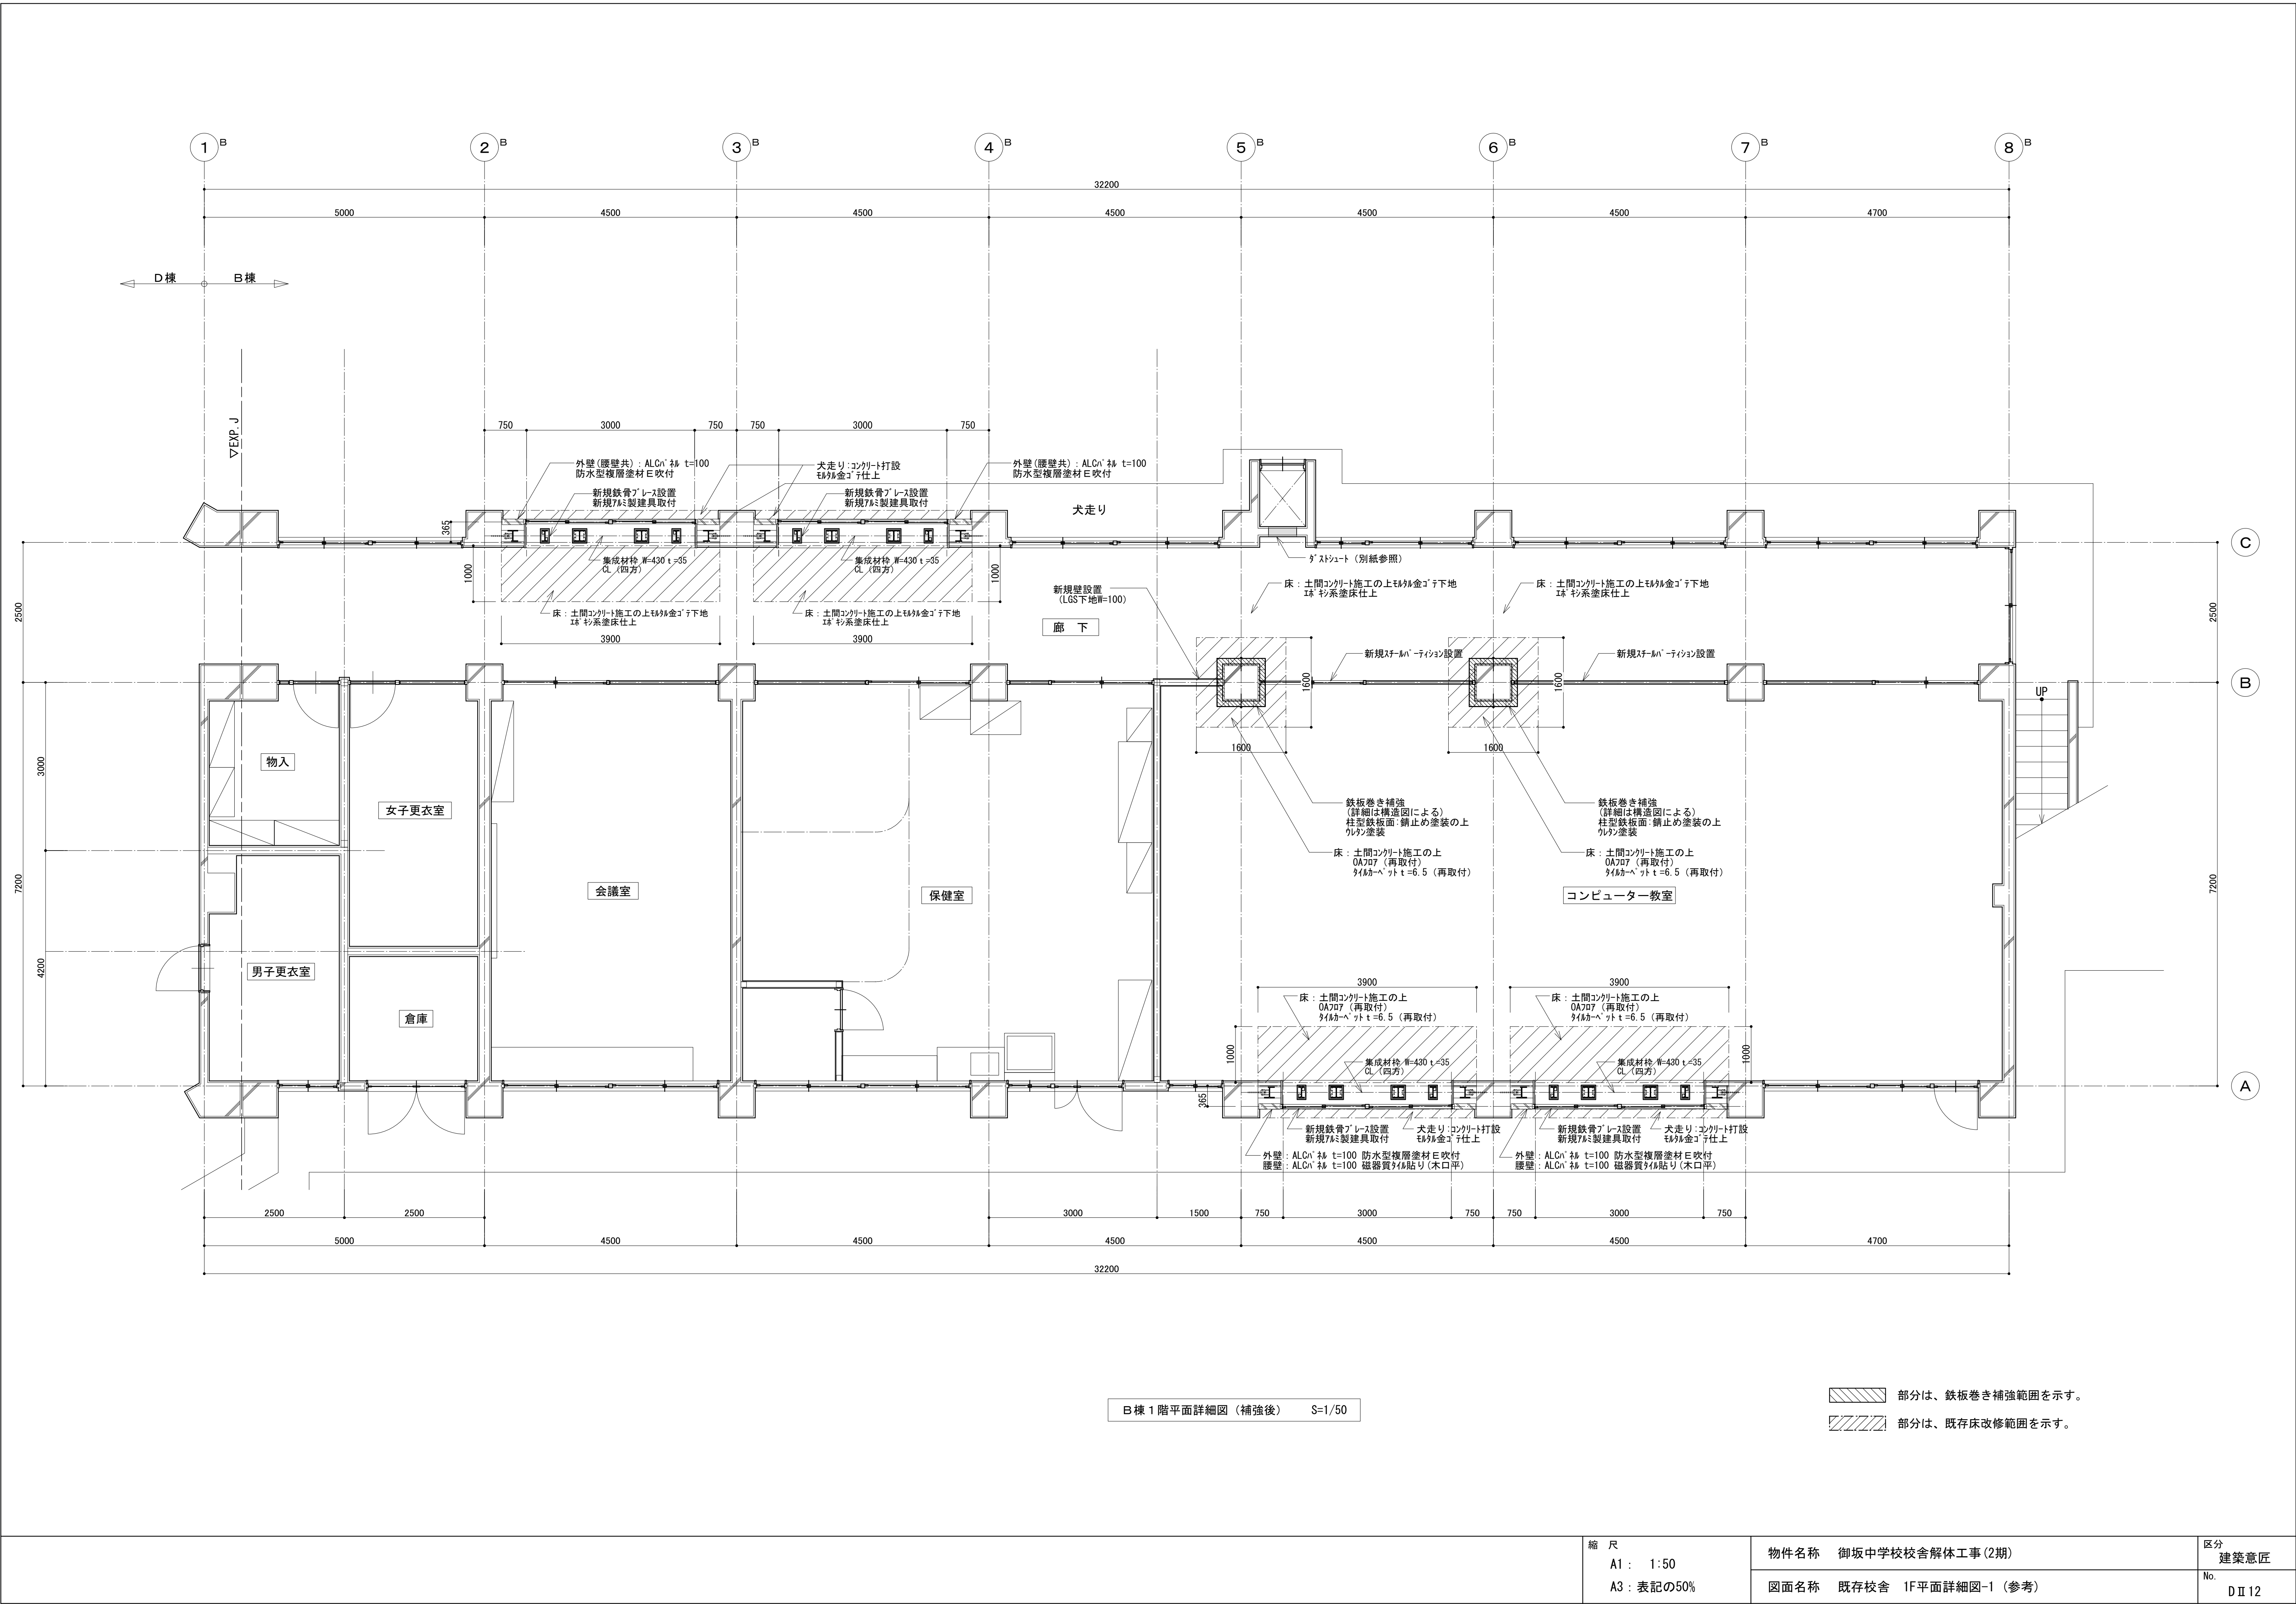 1 B
2 B
3 B
4 B
5 B
6 B
7 B
8 B
32200
5000
4500
4500
4500
4500
4500
4700
D棟
B棟
▽EXP.J
750
3000
750
750
3000
750
外壁(腰壁共)：ALCﾊﾟﾈﾙ t=100
防水型複層塗材E吹付
犬走り:ｺﾝｸﾘｰﾄ打設
ﾓﾙﾀﾙ金ゴテ仕上
外壁(腰壁共)：ALCﾊﾟﾈﾙ t=100
防水型複層塗材E吹付
新規鉄骨ﾌﾞﾚｰｽ設置
新規ｱﾙﾐ製建具取付
新規鉄骨ﾌﾞﾚｰｽ設置
新規ｱﾙﾐ製建具取付
犬走り
365
C
集成材枠 W=430 t=35
CL (四方)
集成材枠 W=430 t=35
CL (四方)
ﾀﾞｽﾄｼｭｰﾄ（別紙参照）
1000
1000
新規壁設置
（LGS下地W=100）
床：土間ｺﾝｸﾘｰﾄ施工の上ﾓﾙﾀﾙ金ｺﾞﾃ下地
ｴﾎﾟｷｼ系塗床仕上
床：土間ｺﾝｸﾘｰﾄ施工の上ﾓﾙﾀﾙ金ｺﾞﾃ下地
ｴﾎﾟｷｼ系塗床仕上
床：土間ｺﾝｸﾘｰﾄ施工の上ﾓﾙﾀﾙ金ｺﾞﾃ下地
ｴﾎﾟｷｼ系塗床仕上
床：土間ｺﾝｸﾘｰﾄ施工の上ﾓﾙﾀﾙ金ｺﾞﾃ下地
ｴﾎﾟｷｼ系塗床仕上
2500
2500
3900
3900
廊　下
新規ｽﾁｰﾙﾊﾟｰﾃｨｼｮﾝ設置
新規ｽﾁｰﾙﾊﾟｰﾃｨｼｮﾝ設置
1600
1600
B
UP
1600
1600
3000
物入
女子更衣室
鉄板巻き補強
(詳細は構造図による)
柱型鉄板面:錆止め塗装の上
ｳﾚﾀﾝ塗装
鉄板巻き補強
(詳細は構造図による)
柱型鉄板面:錆止め塗装の上
ｳﾚﾀﾝ塗装
床：土間ｺﾝｸﾘｰﾄ施工の上
OAﾌﾛｱ（再取付）
ﾀｲﾙｶｰﾍﾟｯﾄ t=6.5（再取付）
床：土間ｺﾝｸﾘｰﾄ施工の上
OAﾌﾛｱ（再取付）
ﾀｲﾙｶｰﾍﾟｯﾄ t=6.5（再取付）
7200
7200
会議室
保健室
コンピューター教室
4200
男子更衣室
倉庫
3900
3900
床：土間ｺﾝｸﾘｰﾄ施工の上
OAﾌﾛｱ（再取付）
ﾀｲﾙｶｰﾍﾟｯﾄ t=6.5（再取付）
床：土間ｺﾝｸﾘｰﾄ施工の上
OAﾌﾛｱ（再取付）
ﾀｲﾙｶｰﾍﾟｯﾄ t=6.5（再取付）
1000
1000
集成材枠 W=430 t=35
CL (四方)
集成材枠 W=430 t=35
CL (四方)
A
365
新規鉄骨ﾌﾞﾚｰｽ設置
新規ｱﾙﾐ製建具取付
犬走り:ｺﾝｸﾘｰﾄ打設
ﾓﾙﾀﾙ金ｺﾞﾃ仕上
新規鉄骨ﾌﾞﾚｰｽ設置
新規ｱﾙﾐ製建具取付
犬走り:ｺﾝｸﾘｰﾄ打設
ﾓﾙﾀﾙ金ｺﾞﾃ仕上
外壁：ALCﾊﾟﾈﾙ t=100 防水型複層塗材E吹付
腰壁：ALCﾊﾟﾈﾙ t=100 磁器質ﾀｲﾙ貼り(木口平)
外壁：ALCﾊﾟﾈﾙ t=100 防水型複層塗材E吹付
腰壁：ALCﾊﾟﾈﾙ t=100 磁器質ﾀｲﾙ貼り(木口平)
2500
2500
3000
1500
750
3000
750
750
3000
750
5000
4500
4500
4500
4500
4500
4700
32200
B棟１階平面詳細図（補強後）　S=1/50
部分は、鉄板巻き補強範囲を示す。
部分は、既存床改修範囲を示す。
縮　尺
A1：　1:50
A3：表記の50%
物件名称　御坂中学校校舎解体工事(2期)
図面名称　既存校舎　1F平面詳細図-1（参考）
区分
建築意匠
No.
DⅡ12